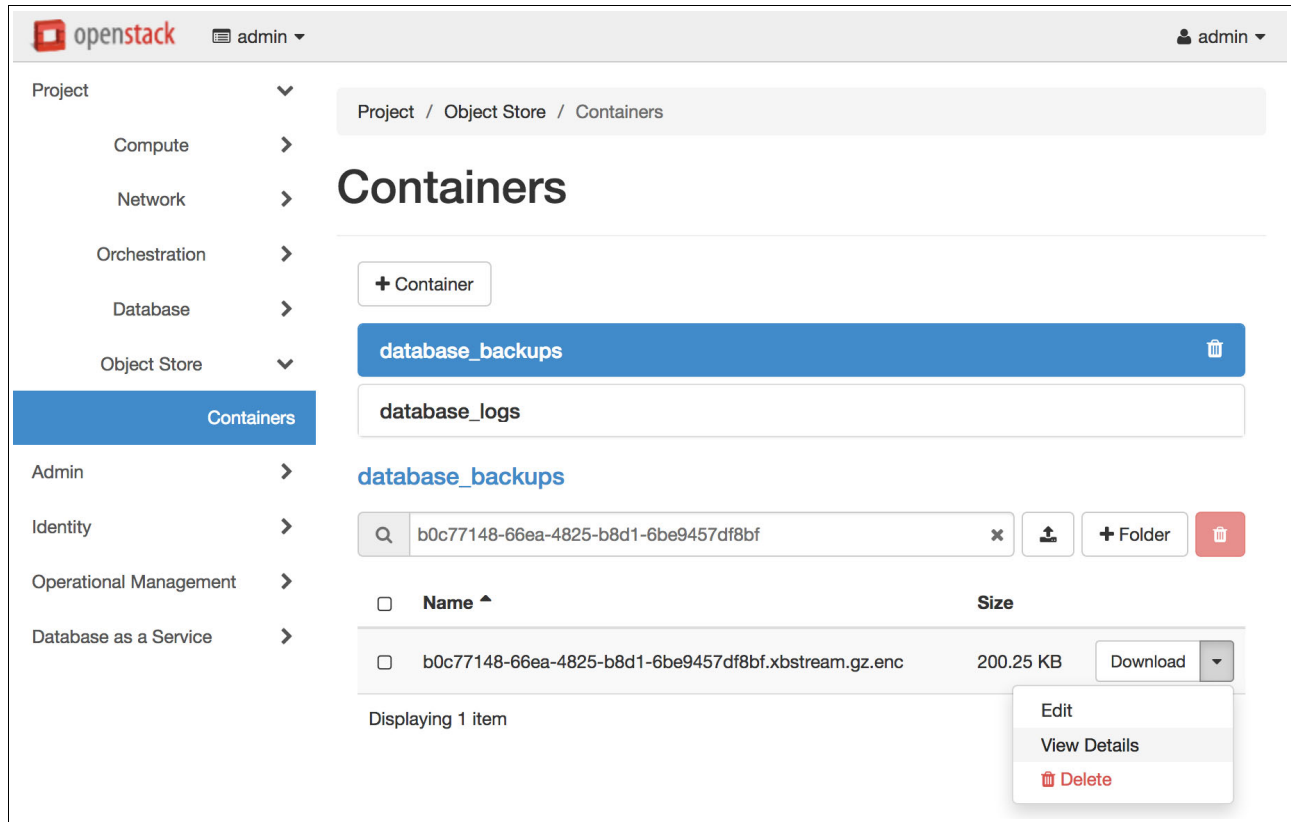 openstack admin admin
Project
Project / Object Store / Containers
Compute
Network
Containers
Orchestration
+ Container
Database
database_backups
Object Store
database_logs
Containers
Admin
database_backups
Identity
b0c77148-66ea-4825-b8d1-6be9457df8bf
+ Folder
Operational Management
Name Size
Database as a Service
b0c77148-66ea-4825-b8d1-6be9457df8bf.xbstream.gz.enc 200.25 KB Download
Displaying 1 item
Edit
View Details
Delete